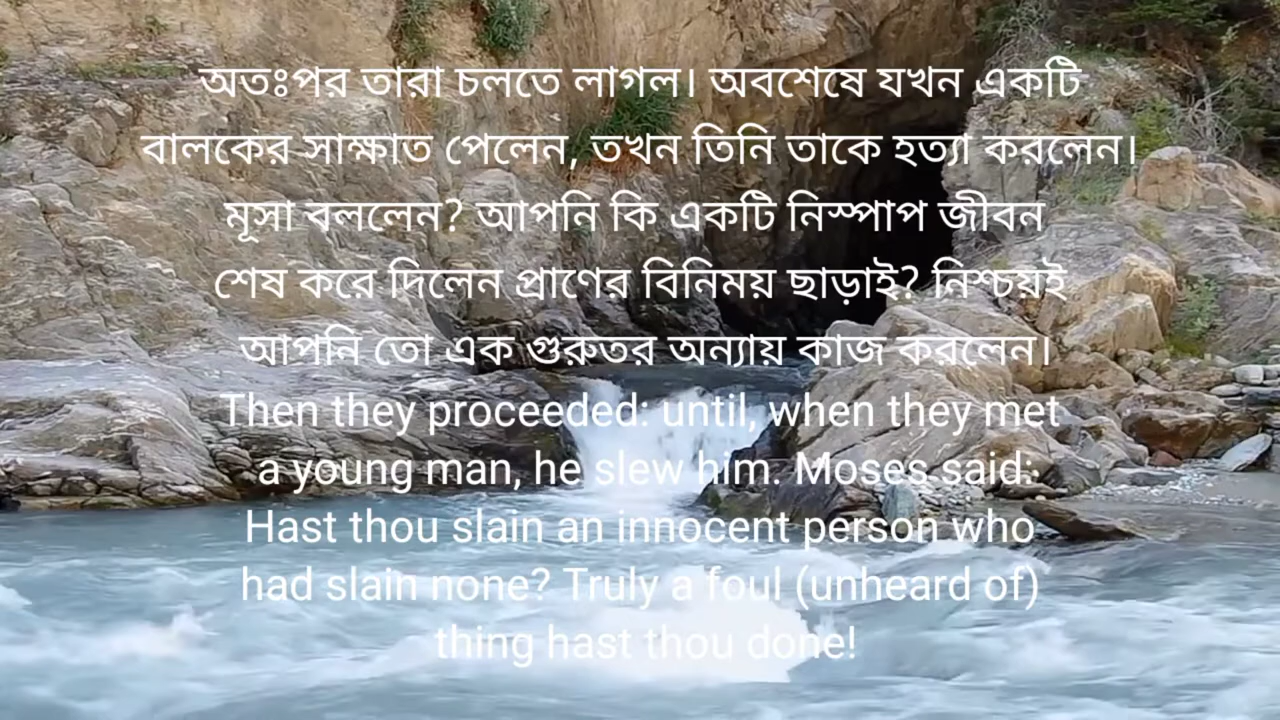 অতঃপর তারা চলতে লাগল। অবশেষে যখন একটি
বালকের সাক্ষাত পেলেন, তখন তিনি তাকে হত্যা করলেন।
মূসা বললেন? আপনি কি একটি নিস্পাপ জীবন
শেষ করে দিলেন প্রাণের বিনিময় ছাড়াই? নিশ্চয়ই
আপনি তো এক গুরুতর অন্যায় কাজ করলেন।
Then they proceeded: until, when they met
a young man, he slew him. Moses said:
Hast thou slain an innocent person who
had slain none? Truly a foul (unheard of)
thing hast thou done!